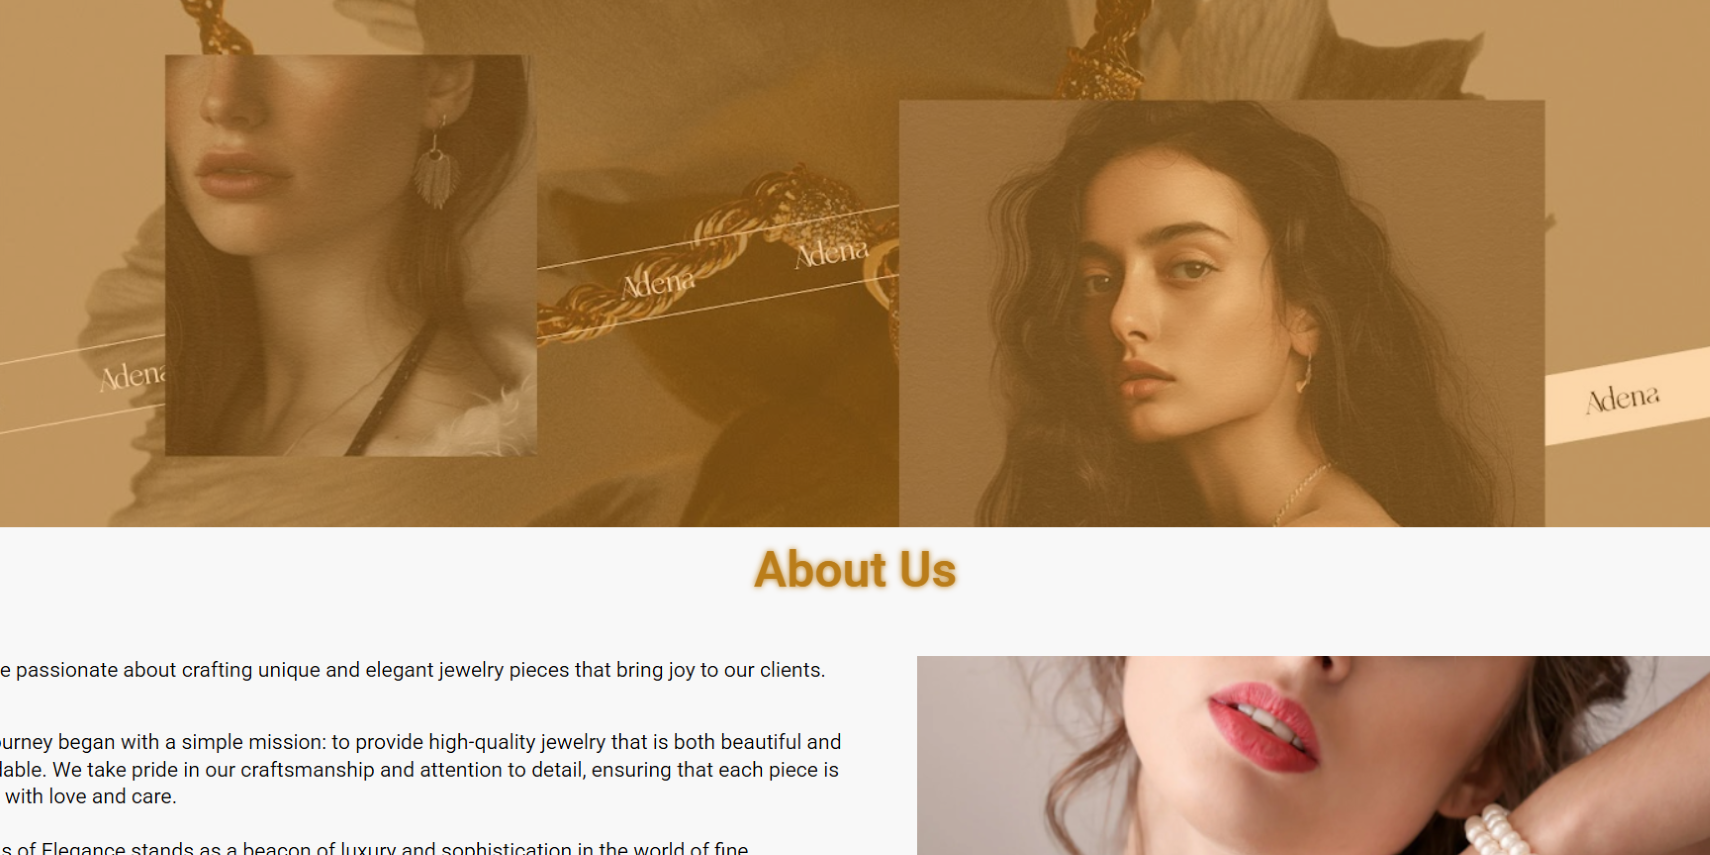 Adena
Adena
Adena
Adena
About Us
passionate about crafting unique and elegant jewelry pieces that bring joy to our clients.
began with a simple mission: to provide high-quality jewelry that is both beautiful and
We take pride in our craftsmanship and attention to detail, ensuring that each piece is
with love and care.
of Elegance stands as a beacon of luxury and sophistication in the world of fine